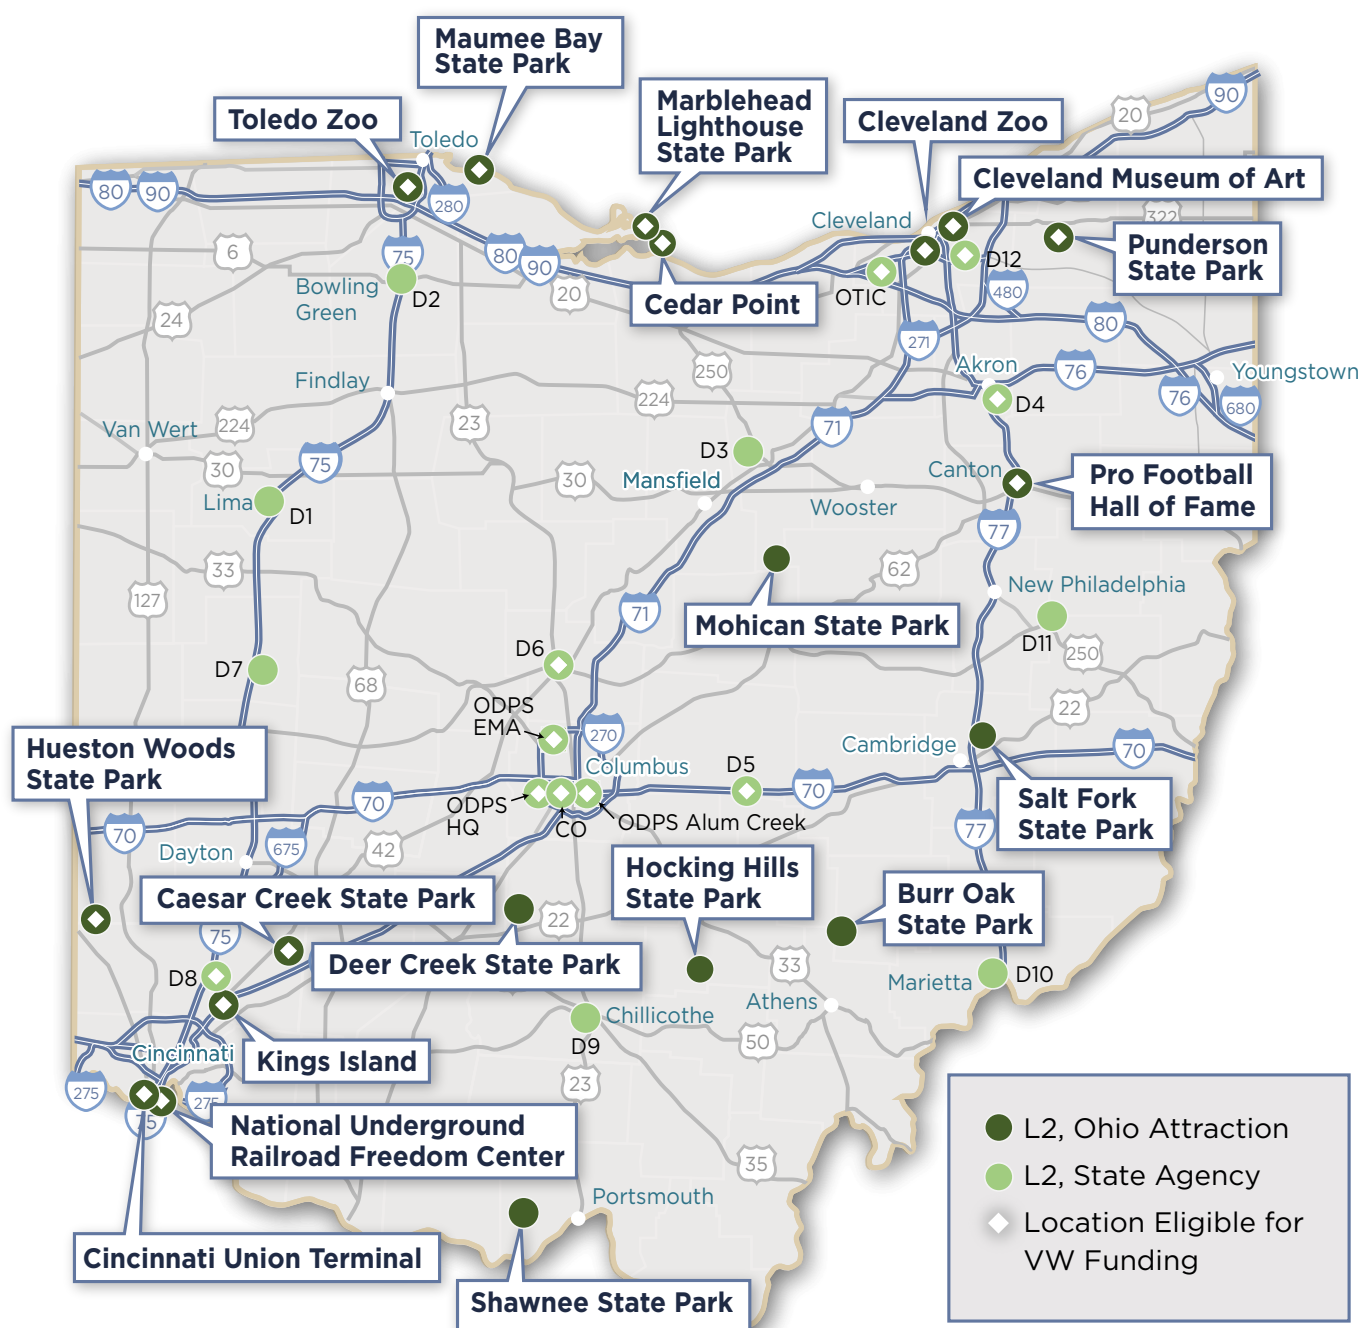 Maumee Bay
State Park
Toledo Zoo
Marblehead
Lighthouse
State Park
Cleveland Zoo
Cleveland Museum of Art
Punderson
State Park
Cedar Point
Toledo
Cleveland
80
90
280
75
80
90
6
20
20
90
322
D12
OTIC
480
80
271
Bowling
Green
D2
24
Findlay
250
224
Akron
76
Youngstown
76
680
D4
Van Wert
224
23
71
30
75
30
D3
Mansfield
Canton
Pro Football
Hall of Fame
Lima
D1
Wooster
77
33
127
62
New Philadelphia
71
Mohican State Park
D11
250
D6
D7
68
22
ODPS
EMA
270
Columbus
Cambridge
70
Hueston Woods
State Park
D5
70
70
70
ODPS
HQ
CO
ODPS Alum Creek
Salt Fork
State Park
77
Dayton
675
42
Hocking Hills
State Park
Burr Oak
State Park
Caesar Creek State Park
22
75
Deer Creek State Park
33
D8
Marietta
D10
Athens
Chillicothe
D9
50
Cincinnati
Kings Island
275
275
75
23
National Underground
Railroad Freedom Center
35
Portsmouth
Cincinnati Union Terminal
Shawnee State Park
L2, Ohio Attraction
L2, State Agency
Location Eligible for
VW Funding